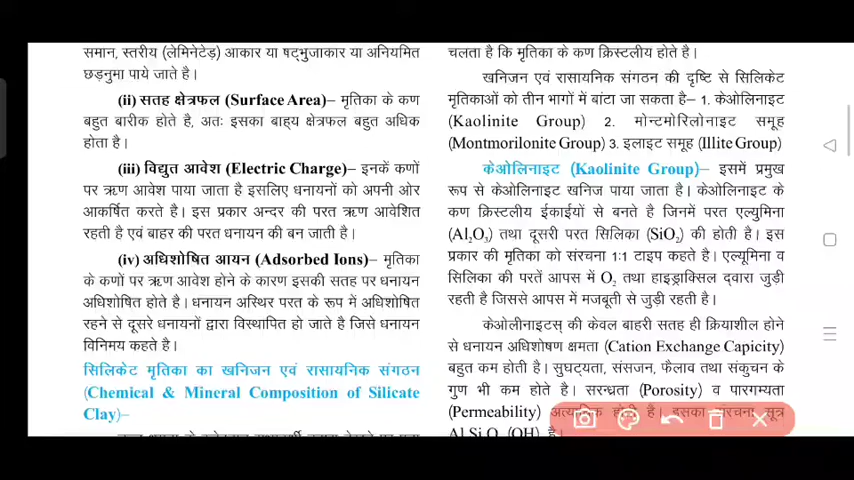 समान, स्तरीय (लेमिनेटेड़) आकार या षट्भुजाकार या अनियमित
छड़नुमा पाये जाते है।
(ii) सतह क्षेत्रफल (Surface Area)– मृतिका के कण
बहुत बारीक होते है, अतः इसका बाह्य क्षेत्रफल बहुत अधिक
होता है।
(iii) विद्युत आवेश (Electric Charge)– इनकें कणों
पर ऋण आवेश पाया जाता है इसलिए धनायनों को अपनी ओर
आकर्षित करते है। इस प्रकार अन्दर की परत ऋण आवेशित
रहती है एवं बाहर की परत धनायन की बन जाती है।
(iv) अधिशोषित आयन (Adsorbed Ions)– मृतिका
के कणों पर ऋण आवेश होने के कारण इसकी सतह पर धनायन
अधिशोषित होते है। धनायन अस्थिर परत के रूप में अधिशोषित
रहने से दूसरे धनायनों द्वारा विस्थापित हो जाते है जिसे धनायन
विनिमय कहते है।
सिलिकेट मृतिका का खनिजन एवं रासायनिक संगठन
(Chemical & Mineral Composition of Silicate
Clay)–
चलता है कि मृतिका के कण क्रिस्टलीय होते है।
खनिजन एवं रासायनिक संगठन की दृष्टि से सिलिकेट
मृतिकाओं को तीन भागों में बांटा जा सकता है– 1. केओलिनाइट
(Kaolinite Group) 2. मोन्टमोरिलोनाइट समूह
(Montmorilonite Group) 3. इलाइट समूह (Illite Group)
केओलिनाइट (Kaolinite Group)– इसमें प्रमुख
रूप से केओलिनाइट खनिज पाया जाता है। केओलिनाइट के
कण क्रिस्टलीय ईकाईयों से बनते है जिनमें परत एल्युमिना
(Al₂O₃) तथा दूसरी परत सिलिका (SiO₂) की होती है। इस
प्रकार की मृतिका को संरचना 1:1 टाइप कहते है। एल्यूमिना व
सिलिका की परतें आपस में O₂ तथा हाइड्राक्सिल द्वारा जुड़ी
रहती है जिससे आपस में मजबूती से जुड़ी रहती है।
केओलीनाइटस् की केवल बाहरी सतह ही क्रियाशील होने
से धनायन अधिशोषण क्षमता (Cation Exchange Capicity)
बहुत कम होती है। सुघट्यता, संसजन, फैलाव तथा संकुचन के
गुण भी कम होते है। सरन्ध्रता (Porosity) व पारगम्यता
(Permeability) अत्यधिक होती है। इसका संरचना सूत्र